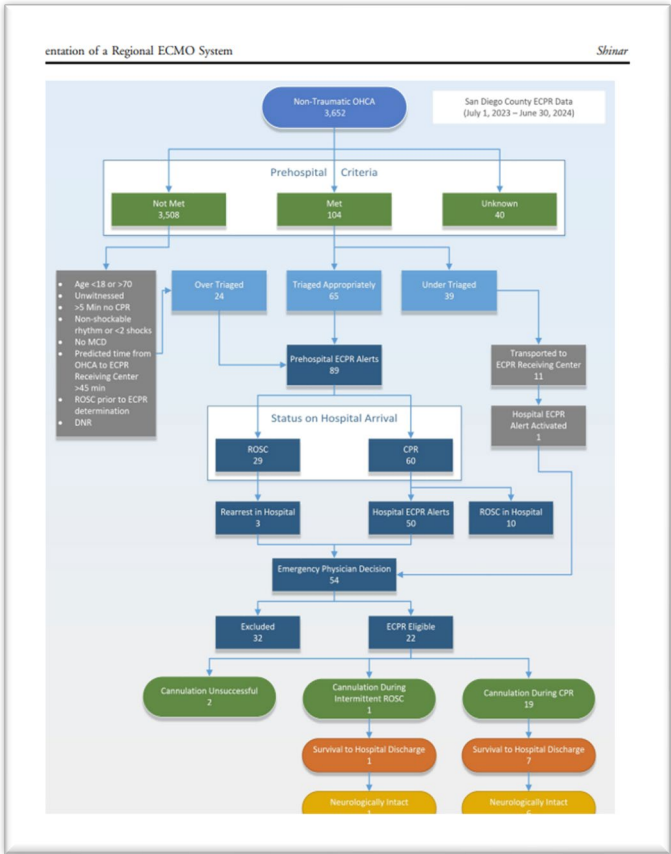 entation of a Regional ECMO System
Shinar
Non-Traumatic OHCA
3,652
San Diego County ECPR Data
(July 1, 2023 – June 30, 2024)
Prehospital Criteria
Not Met
3,508
Met
104
Unknown
40
• Age <18 or >70
• Unwitnessed
• >5 Min no CPR
• Non-shockable
rhythm or <2 shocks
• No MCD
• Predicted time from
OHCA to ECPR
Receiving Center
>45 min
• ROSC prior to ECPR
determination
• DNR
Over Triaged
24
Triaged Appropriately
65
Under Triaged
39
Prehospital ECPR Alerts
89
Transported to
ECPR Receiving Center
11
Hospital ECPR
Alert Activated
1
Status on Hospital Arrival
ROSC
29
CPR
60
Rearrest in Hospital
3
Hospital ECPR Alerts
50
ROSC in Hospital
10
Emergency Physician Decision
54
Excluded
32
ECPR Eligible
22
Cannulation Unsuccessful
2
Cannulation During
Intermittent ROSC
1
Cannulation During CPR
19
Survival to Hospital Discharge
1
Survival to Hospital Discharge
7
Neurologically Intact
Neurologically Intact